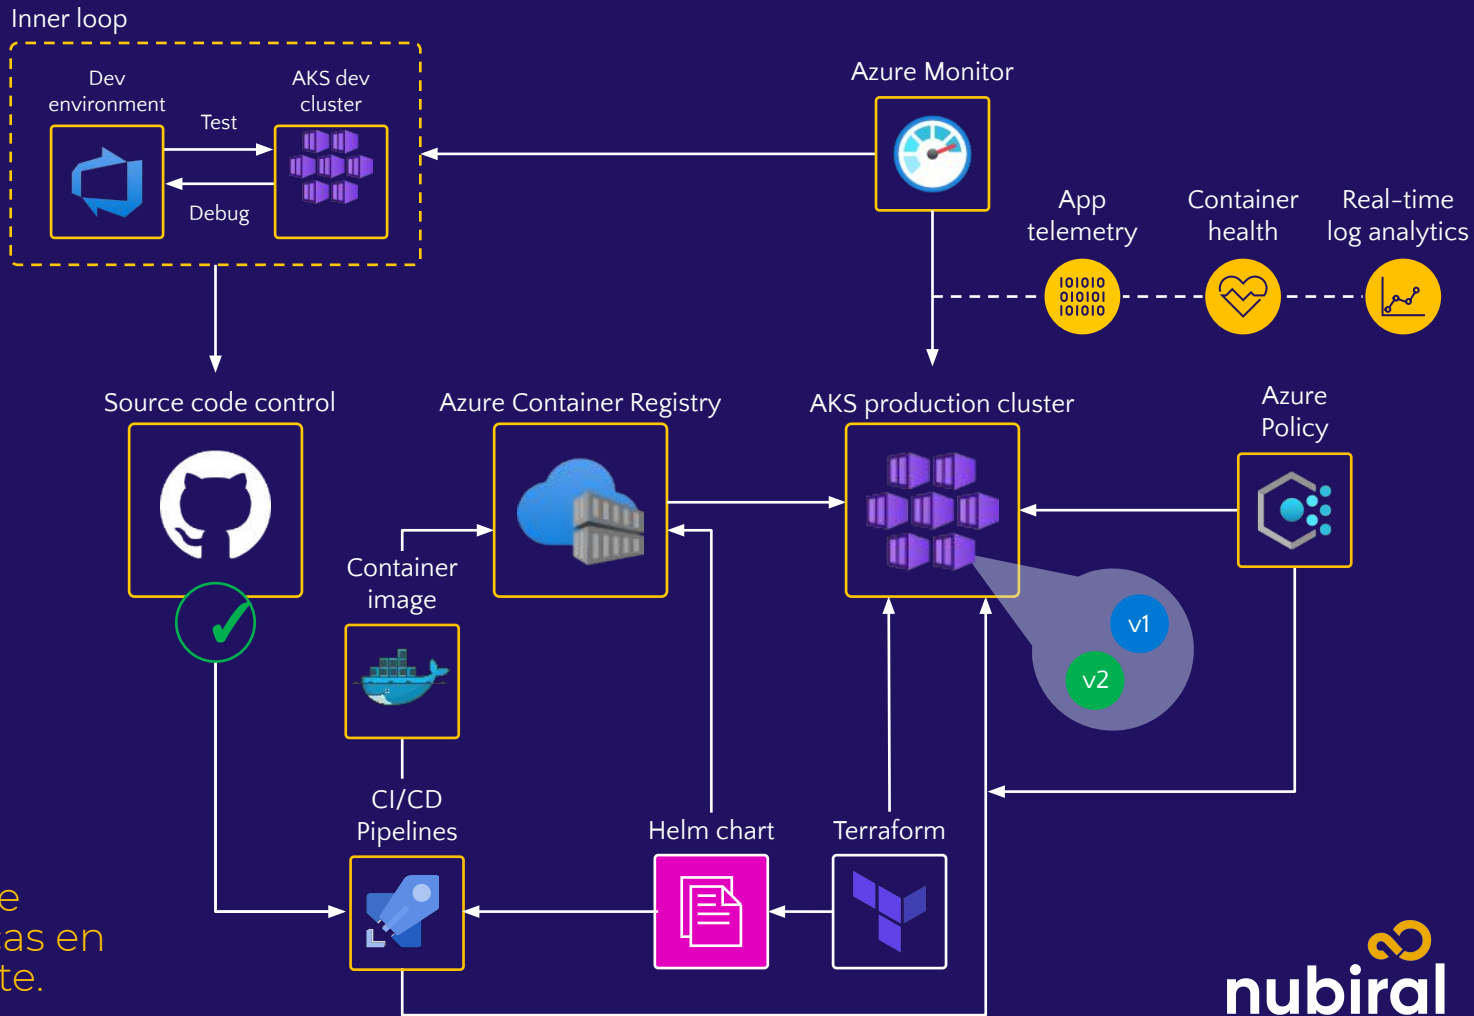 Inner loop
Dev
environment
AKS dev
cluster
Test
Debug
Azure Monitor
App
telemetry
Container
health
Real-time
log analytics
101010
010101
101010
Source code control
Azure Container Registry
AKS production cluster
Azure
Policy
Container
image
v1
v2
CI/CD
Pipelines
Helm chart
Terraform
en
nubiral